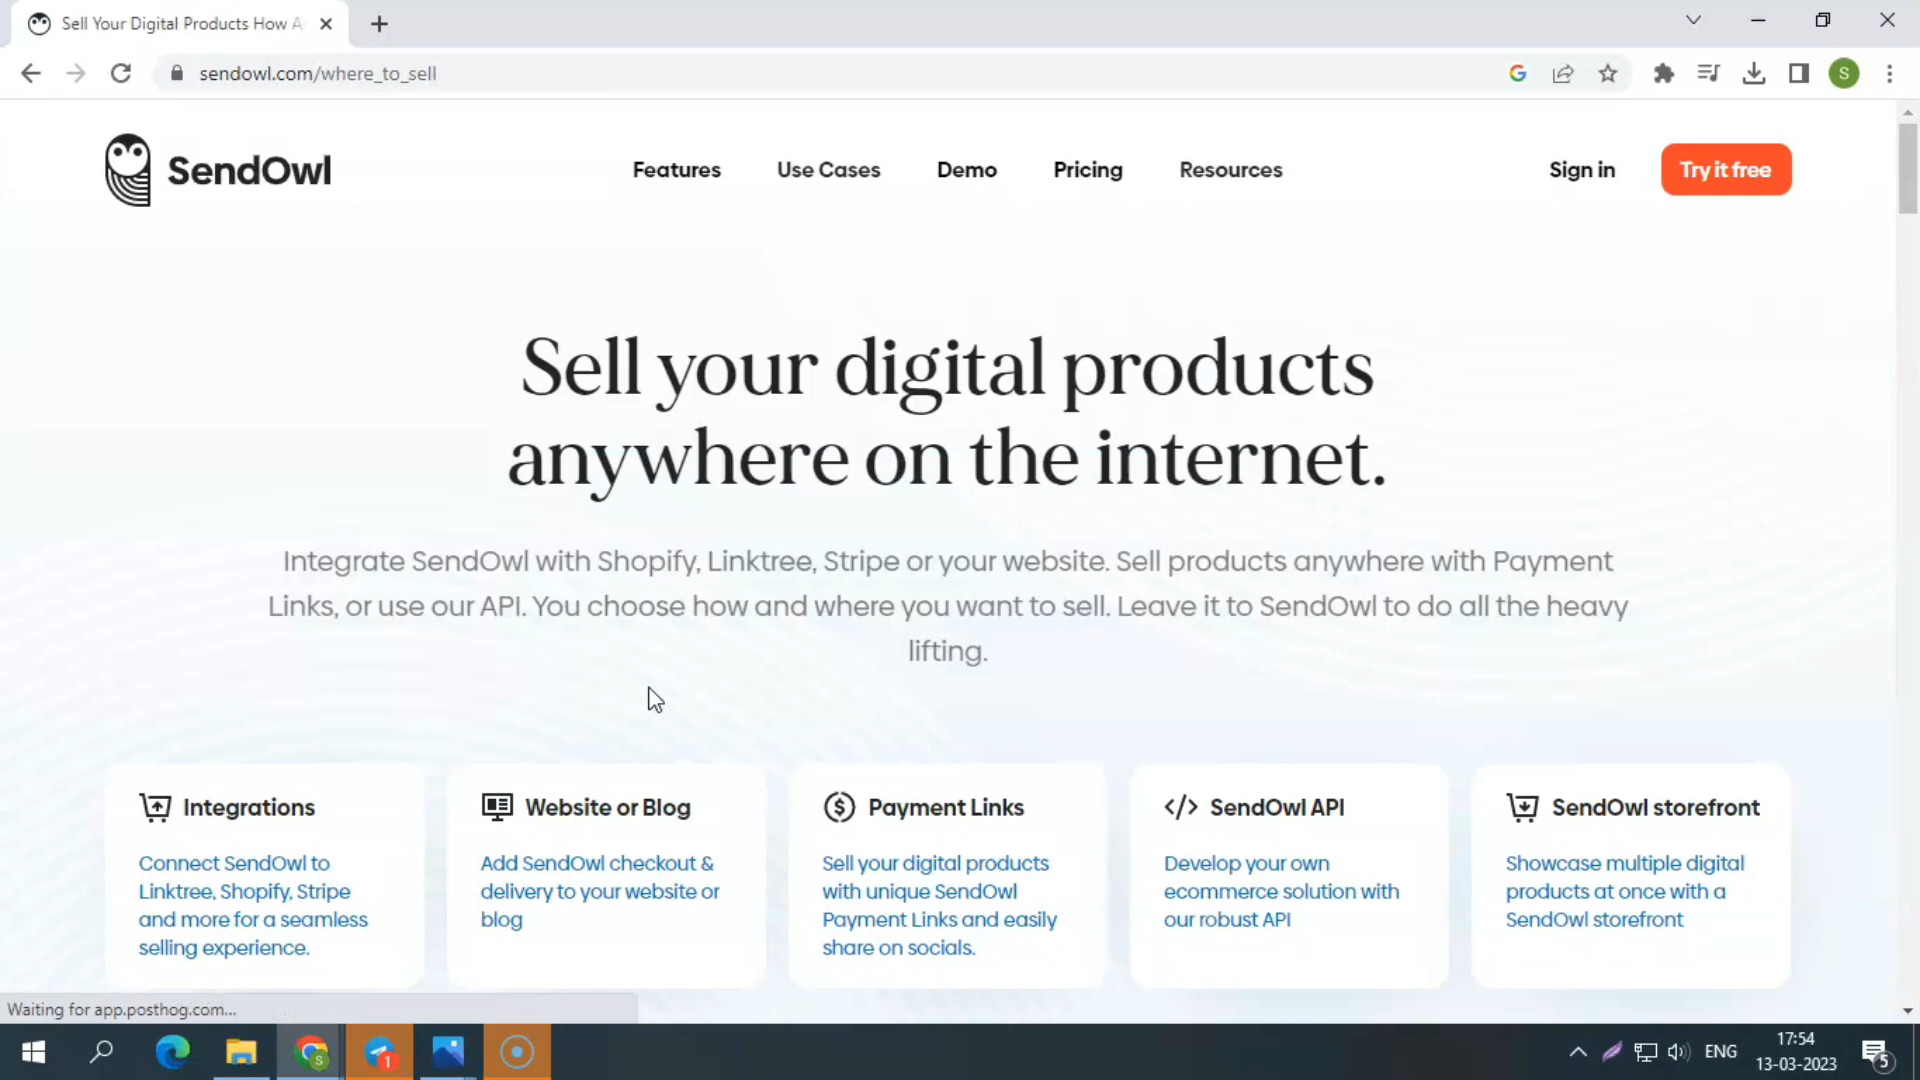 Sell Your Digital Products How A
sendowl.com/where_to_sell
S
SendOwl
Features
Use Cases
Demo
Pricing
Resources
Sign in
Try it free
Sell your digital products
anywhere on the internet.
Integrate SendOwl with Shopify, Linktree, Stripe or your website. Sell products anywhere with Payment
Links, or use our API. You choose how and where you want to sell. Leave it to SendOwl to do all the heavy
lifting.
Integrations
Connect SendOwl to
Linktree, Shopify, Stripe
and more for a seamless
selling experience.
Website or Blog
Add SendOwl checkout &
delivery to your website or
blog
Payment Links
Sell your digital products
with unique SendOwl
Payment Links and easily
share on socials.
SendOwl API
Develop your own
ecommerce solution with
our robust API
SendOwl storefront
Showcase multiple digital
products at once with a
SendOwl storefront
Waiting for app.posthog.com...
S
1
ENG
17:54
13-03-2023
5